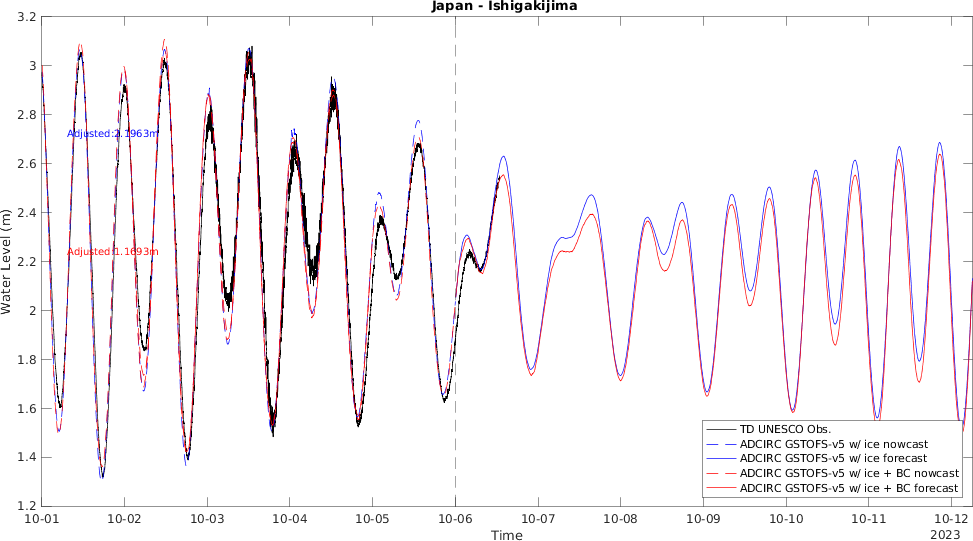 Japan - Ishigakijima
3.2
3
2.8
2.6
2.4
2.2
2
1.8
1.6
1.4
1.2
Water Level (m)
Adjusted:2.1963m
Adjusted:1.1693m
TD UNESCO Obs.
ADCIRC GSTOFS-v5 w/ ice nowcast
ADCIRC GSTOFS-v5 w/ ice forecast
ADCIRC GSTOFS-v5 w/ ice + BC nowcast
ADCIRC GSTOFS-v5 w/ ice + BC forecast
10-01 10-02 10-03 10-04 10-05 10-06 10-07 10-08 10-09 10-10 10-11 10-12
2023
Time